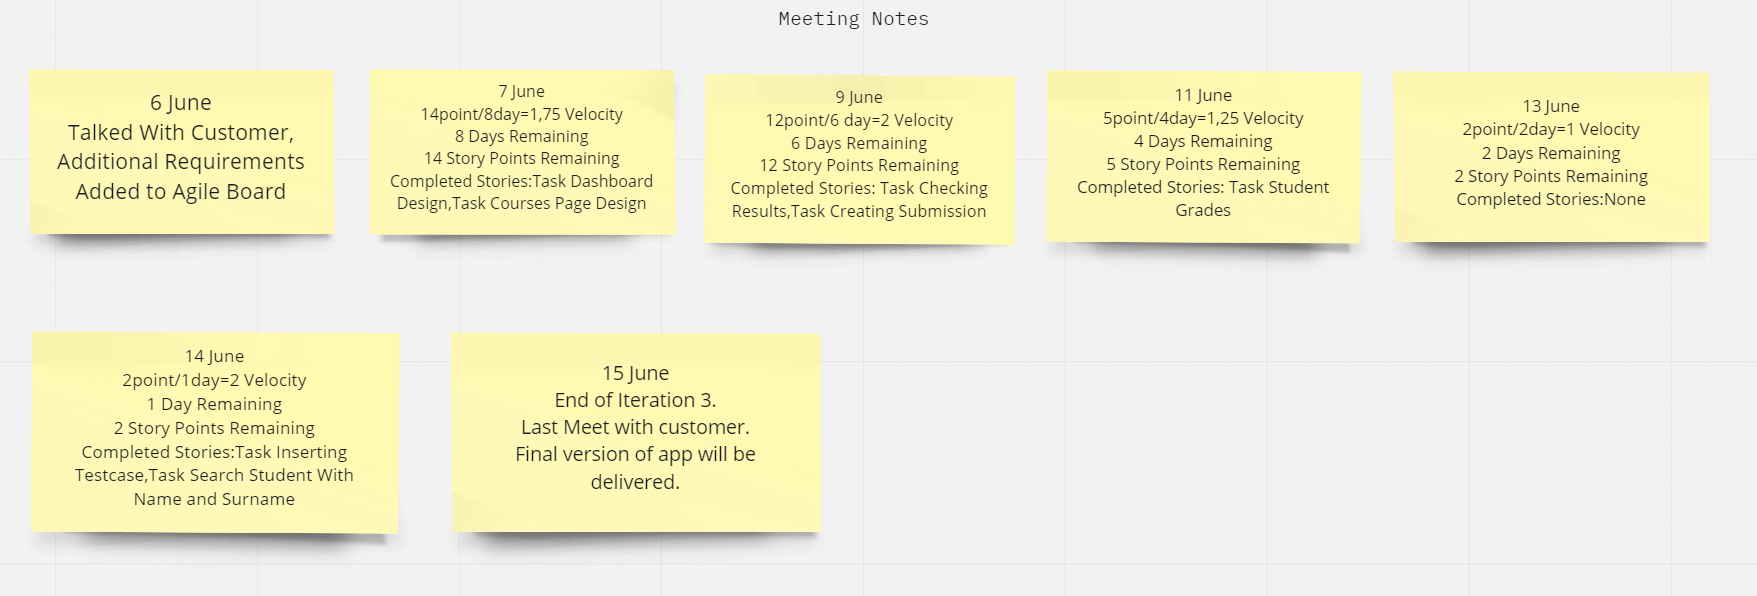 Meeting Notes
6 June
Talked With Customer,
Additional Requirements
Added to Agile Board
7 June
14point/8day=1,75 Velocity
8 Days Remaining
14 Story Points Remaining
Completed Stories:Task Dashboard
Design,Task Courses Page Design
9 June
12point/6 day=2 Velocity
6 Days Remaining
12 Story Points Remaining
Completed Stories: Task Checking
Results,Task Creating Submission
11 June
5point/4day=1,25 Velocity
4 Days Remaining
5 Story Points Remaining
Completed Stories: Task Student
Grades
13 June
2point/2day=1 Velocity
2 Days Remaining
2 Story Points Remaining
Completed Stories:None
14 June
2point/1day=2 Velocity
1 Day Remaining
2 Story Points Remaining
Completed Stories:Task Inserting
Testcase,Task Search Student With
Name and Surname
15 June
End of Iteration 3.
Last Meet with customer.
Final version of app will be
delivered.